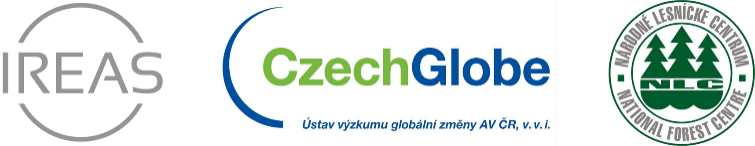 IREAS
CzechGlobe
Ústav výzkumu globální změny AV ČR, v. v. i.
NÁRODNÉ LESNÍCKE CENTRUM
NLC
NATIONAL FOREST CENTRE